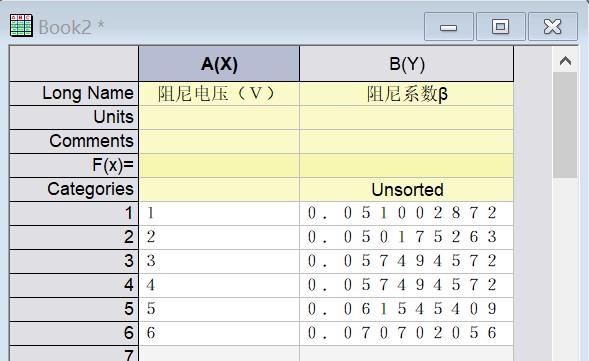 Book2 *
A(X) B(Y)
Long Name 阻尼电压（V） 阻尼系数β
Units
Comments
F(x)=
Categories Unsorted
1 1 0.051002872
2 2 0.050175263
3 3 0.057494572
4 4 0.057494572
5 5 0.061545409
6 6 0.070702056
7